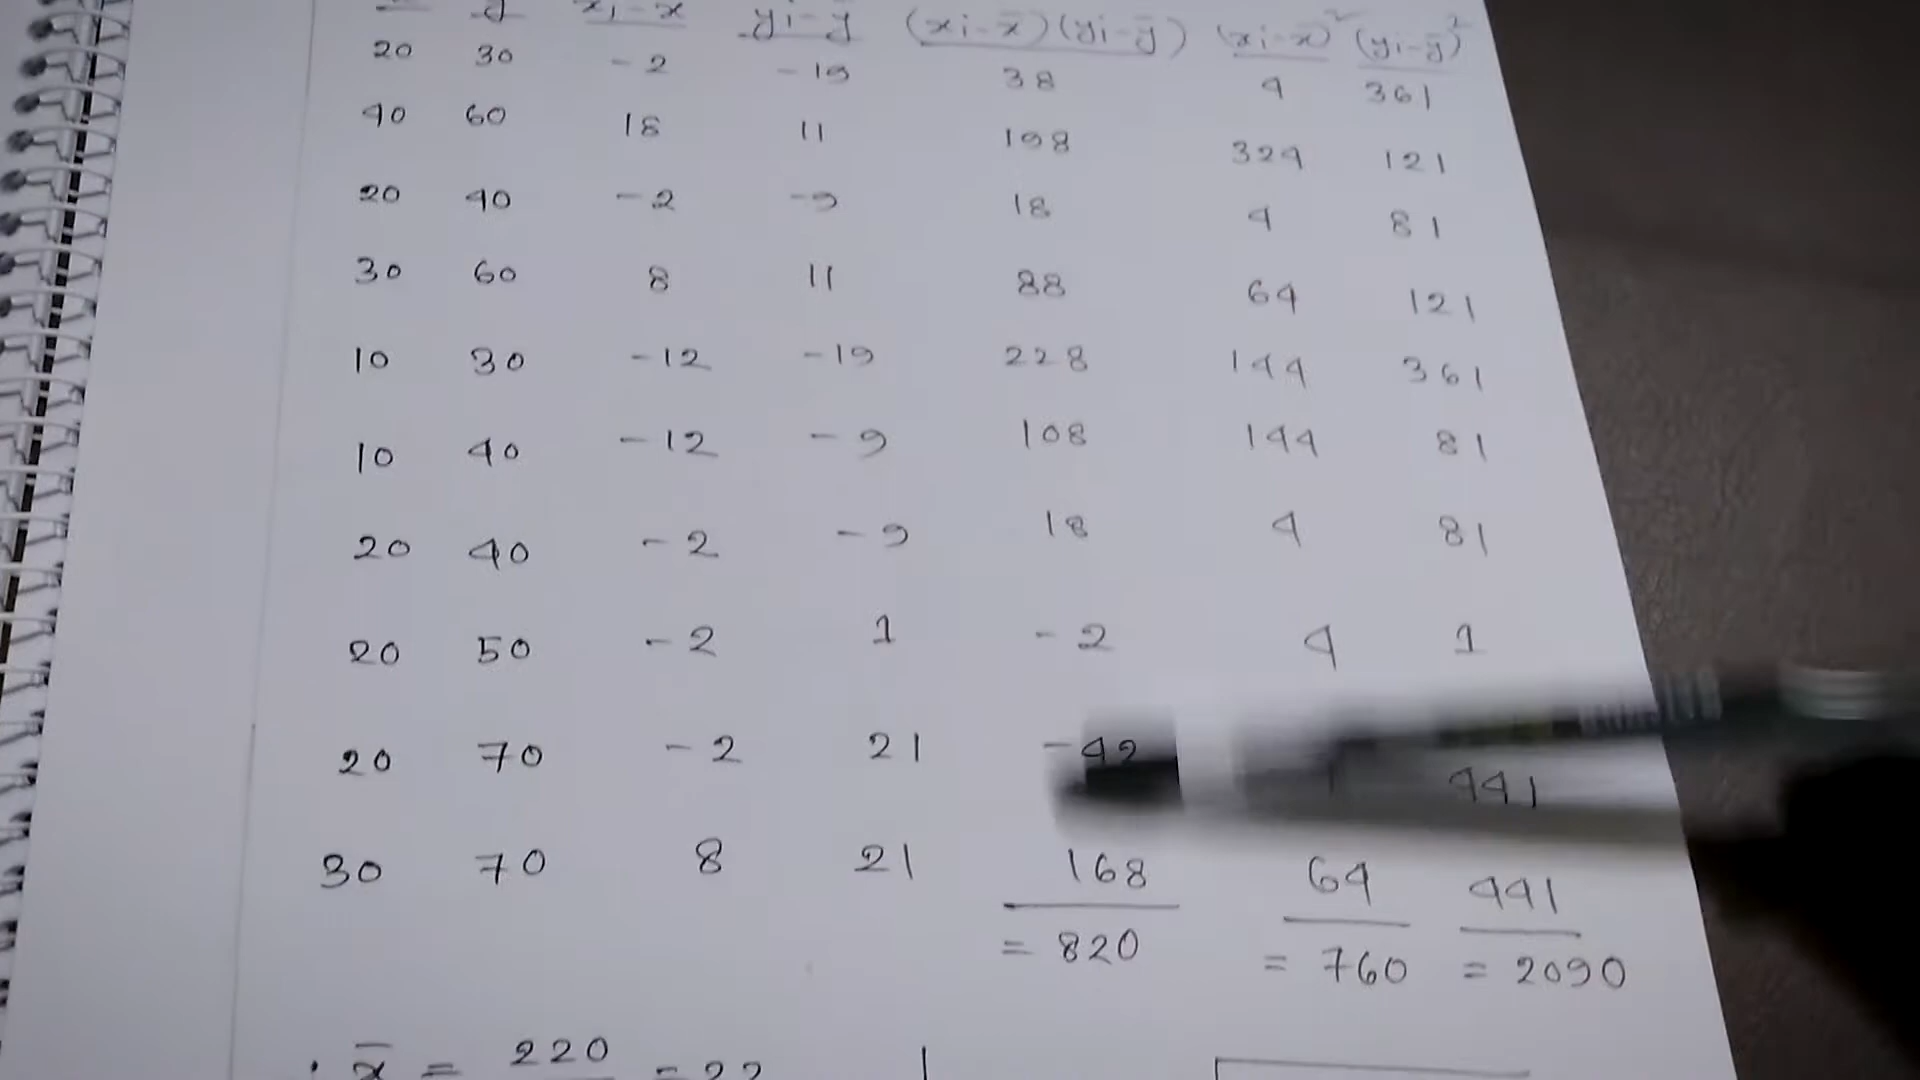 xi-x yi-ȳ (xi-x̄)(yi-ȳ) (xi-x̄)² (yi-ȳ)²
20 30 -2 -19 38 4 361
40 60 18 11 198 324 121
20 40 -2 -9 18 4 81
30 60 8 11 88 64 121
10 30 -12 -19 228 144 361
10 40 -12 -9 108 144 81
20 40 -2 -9 18 4 81
20 50 -2 1 -2 4 1
20 70 -2 21 -42 441
30 70 8 21 168 64 441
= 820 = 760 = 2090
x̄ = 220 = 22